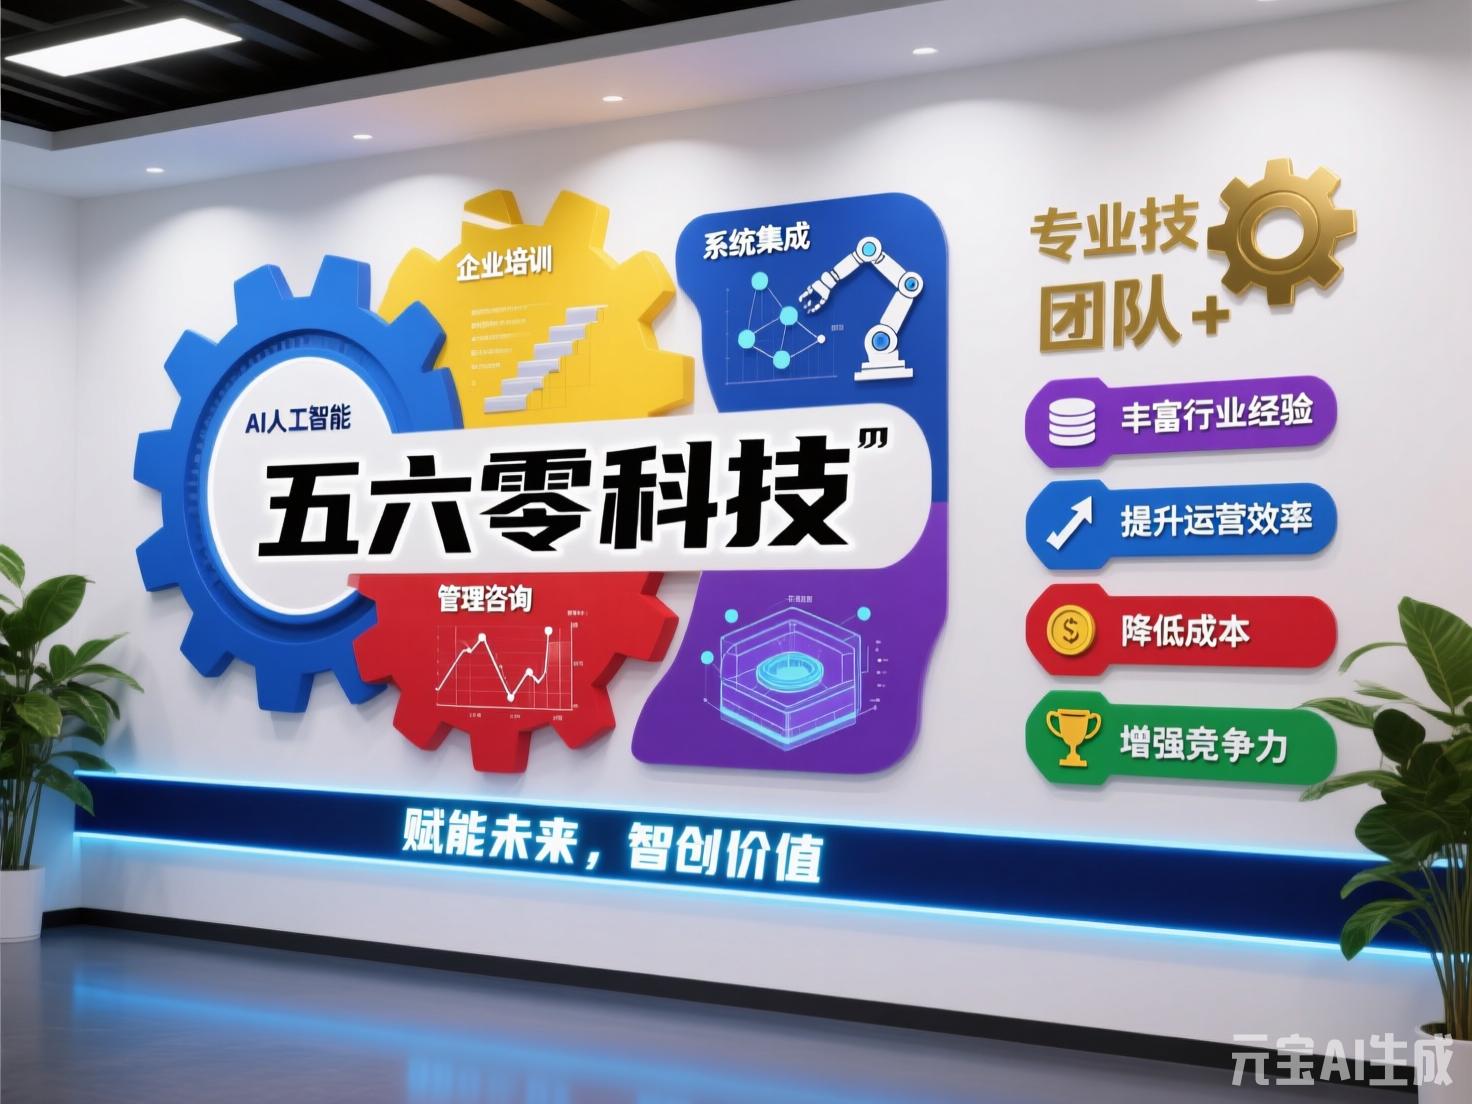 企业培训
系统集成
AI人工智能
五六零科技
管理咨询
专业技
团队+
丰富行业经验
提升运营效率
降低成本
增强竞争力
赋能未来，智创价值
元宝AI生成